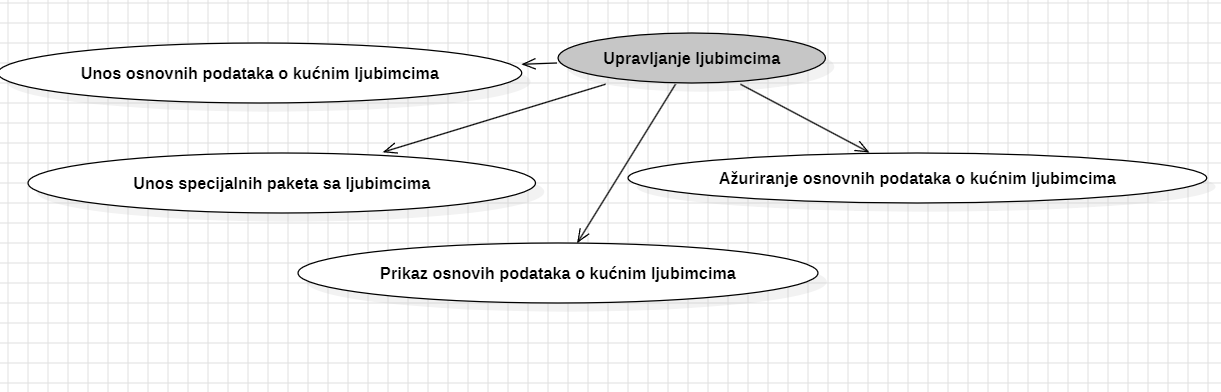 Upravljanje ljubimcima
Unos osnovnih podataka o kućnim ljubimcima
Unos specijalnih paketa sa ljubimcima
Ažuriranje osnovnih podataka o kućnim ljubimcima
Prikaz osnovih podataka o kućnim ljubimcima